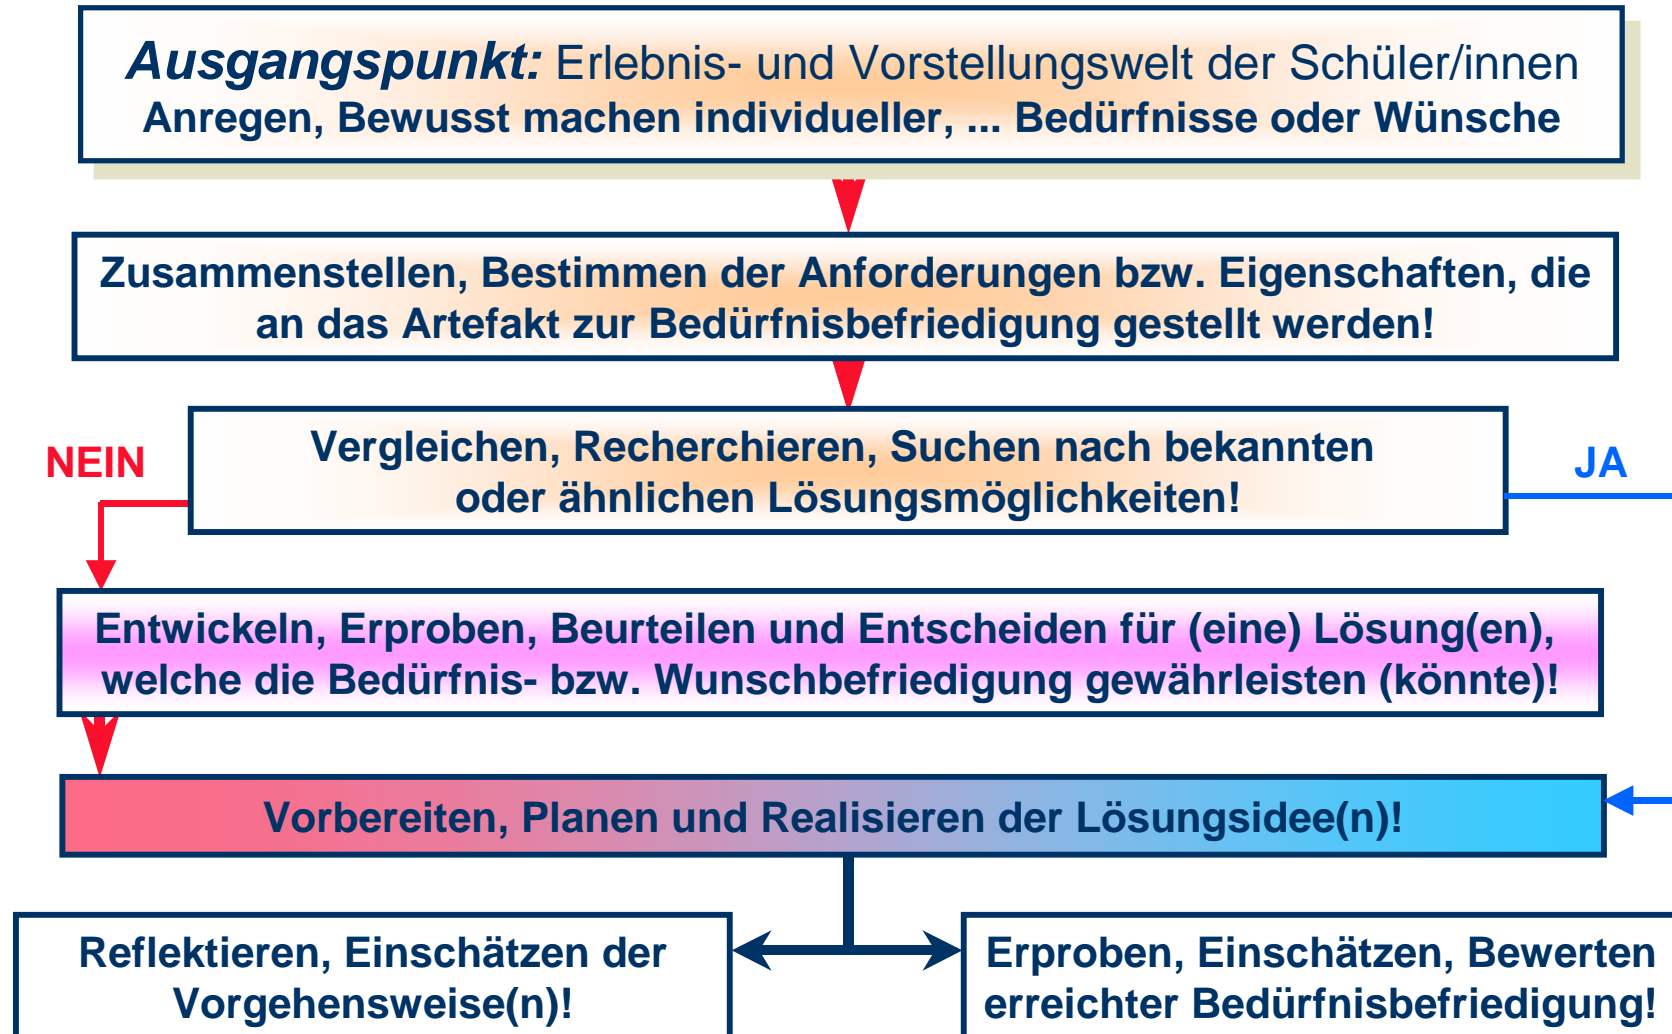 Ausgangspunkt: Erlebnis- und Vorstellungswelt der Schüler/innen
Anregen, Bewusst machen individueller, ... Bedürfnisse oder Wünsche
Zusammenstellen, Bestimmen der Anforderungen bzw. Eigenschaften, die
an das Artefakt zur Bedürfnisbefriedigung gestellt werden!
NEIN
Vergleichen, Recherchieren, Suchen nach bekannten
oder ähnlichen Lösungsmöglichkeiten!
JA
Entwickeln, Erproben, Beurteilen und Entscheiden für (eine) Lösung(en),
welche die Bedürfnis- bzw. Wunschbefriedigung gewährleisten (könnte)!
Vorbereiten, Planen und Realisieren der Lösungsidee(n)!
Reflektieren, Einschätzen der
Vorgehensweise(n)!
Erproben, Einschätzen, Bewerten
erreichter Bedürfnisbefriedigung!